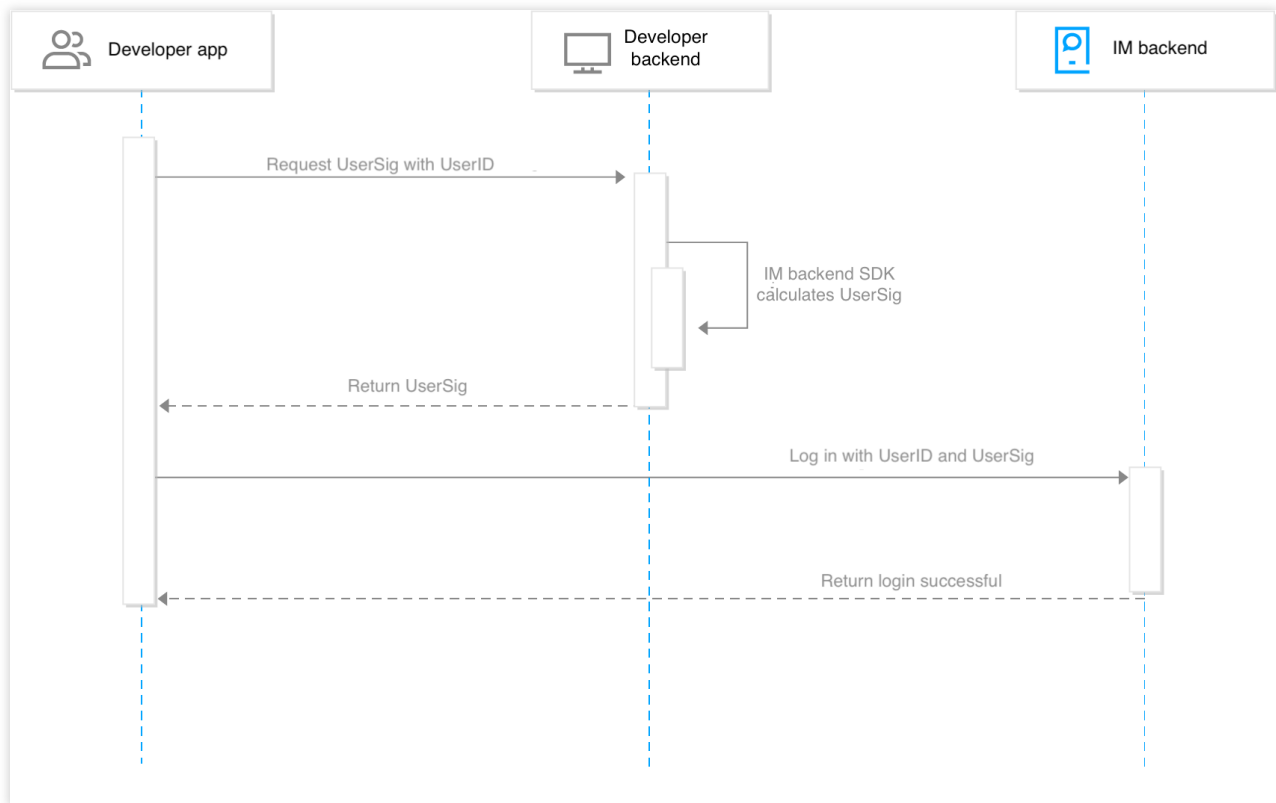 Developer app
Developer
backend
IM backend
Request UserSig with UserID
IM backend SDK
calculates UserSig
Return UserSig
Log in with UserID and UserSig
Return login successful